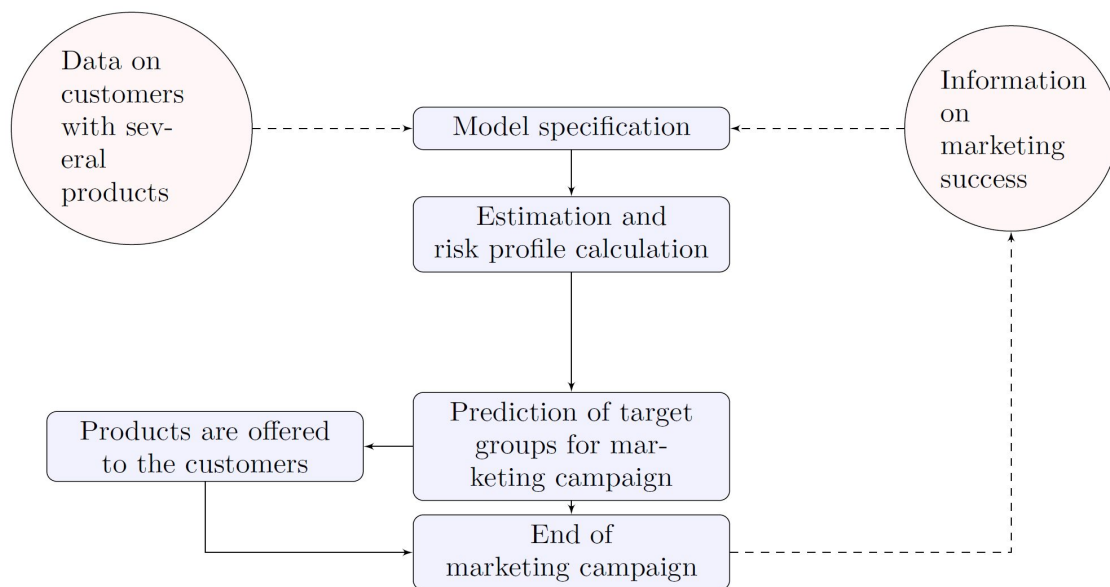 Data on
customers
with sev-
eral
products
Model specification
Information
on
marketing
success
Estimation and
risk profile calculation
Prediction of target
groups for mar-
keting campaign
Products are offered
to the customers
End of
marketing campaign